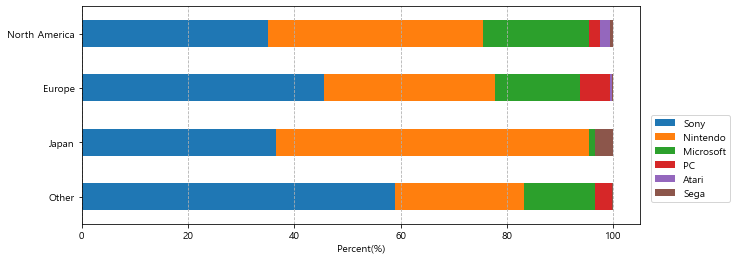 North America
Europe
Japan
Other
0 20 40 60 80 100
Percent(%)
Sony
Nintendo
Microsoft
PC
Atari
Sega